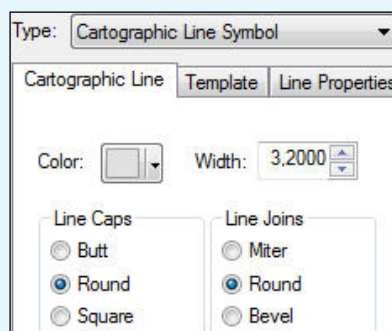 Type: Cartographic Line Symbol
Cartographic Line Template Line Properties
Color: Width: 3,2000
Line Caps Line Joins
Butt Miter
Round Round
Square Bevel